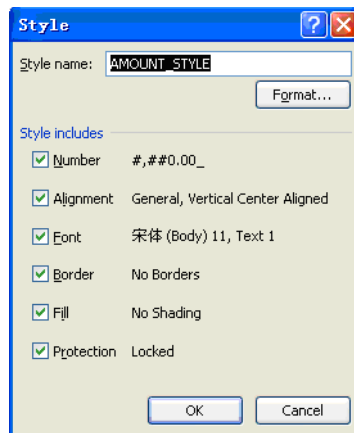 Style
Style name: AMOUNT_STYLE
Format...
Style includes
Number #,##0.00_
Alignment General, Vertical Center Aligned
Font 宋体 (Body) 11, Text 1
Border No Borders
Fill No Shading
Protection Locked
OK Cancel